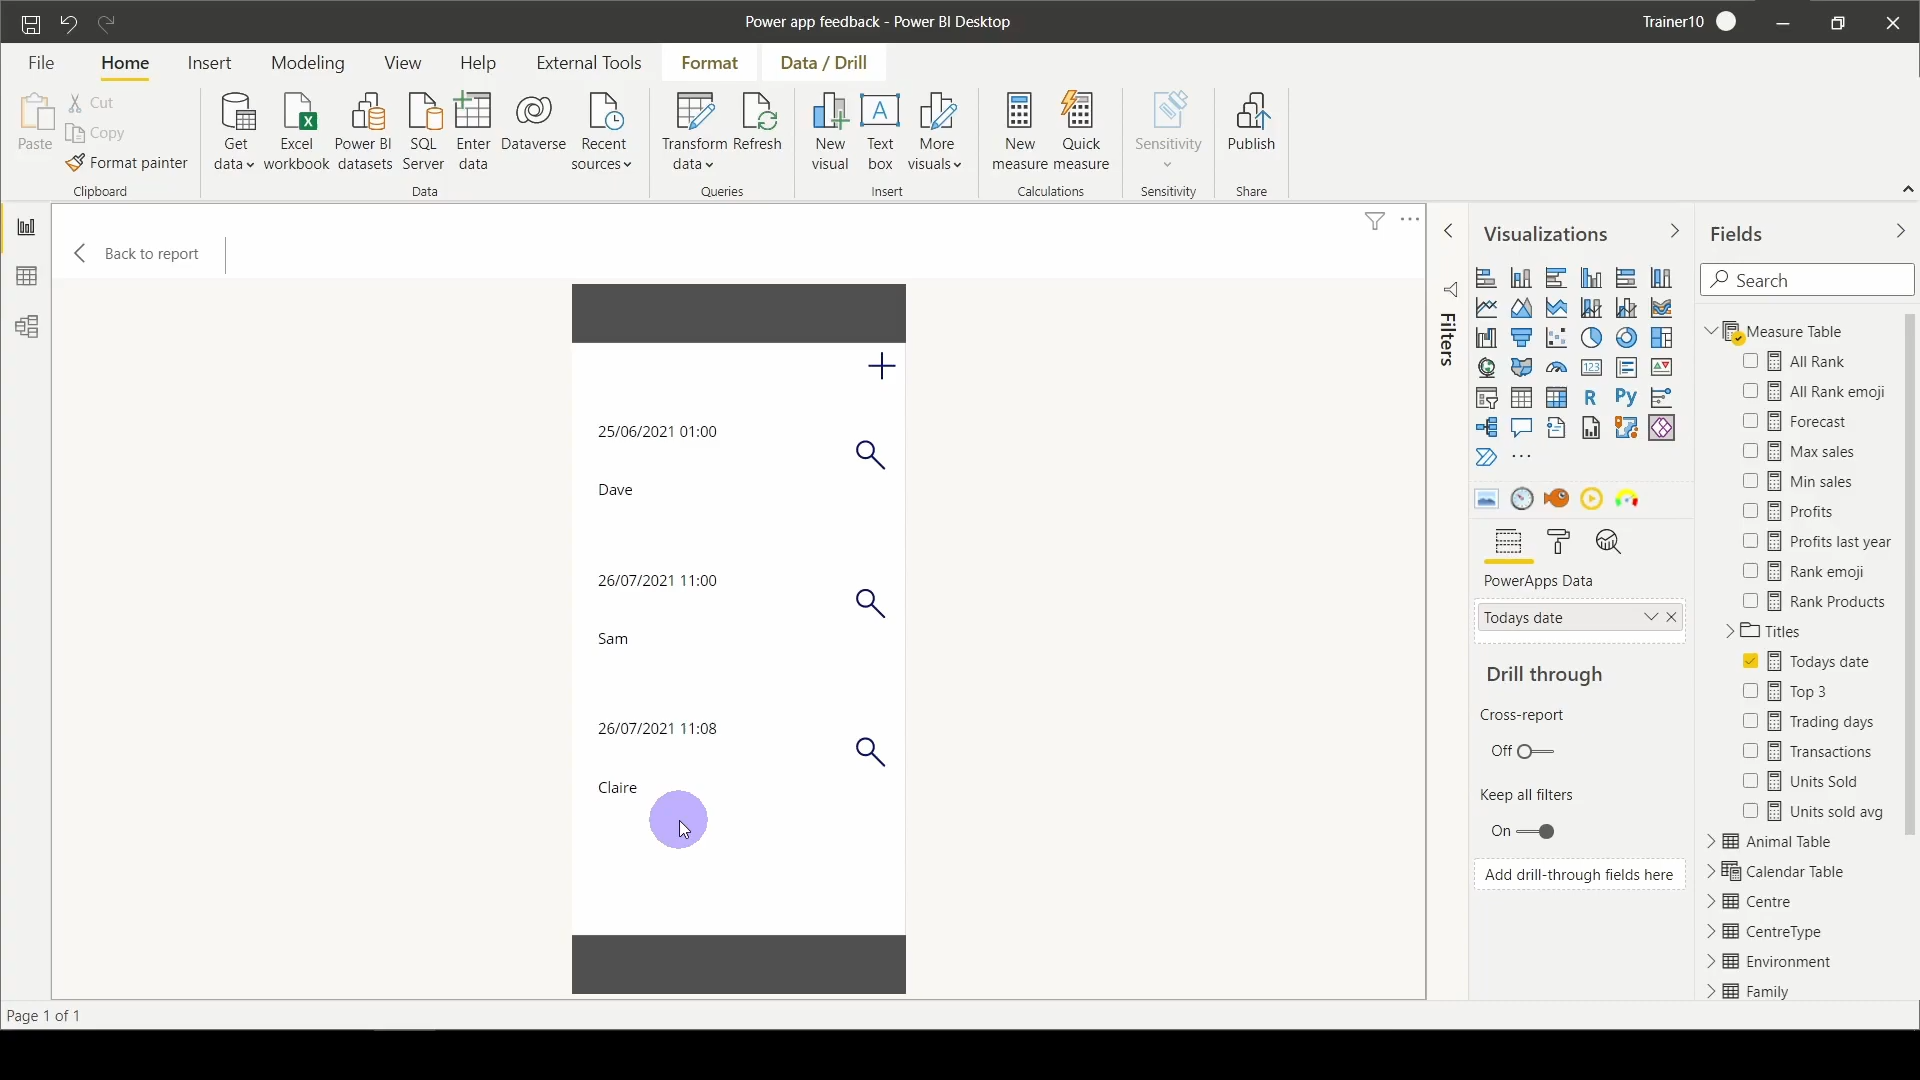 Power app feedback - Power BI Desktop
Trainer10
File
Home
Insert
Modeling
View
Help
External Tools
Format
Data / Drill
Paste
Cut
Copy
Format painter
Clipboard
Get
data
Excel
workbook
Power BI
datasets
SQL
Server
Enter
data
Dataverse
Recent
sources
Data
Transform
data
Refresh
Queries
New
visual
A
Text
box
More
visuals
Insert
New
measure
Quick
measure
Calculations
Sensitivity
Sensitivity
Publish
Share
Back to report
25/06/2021 01:00
Dave
26/07/2021 11:00
Sam
26/07/2021 11:08
Claire
Filters
Visualizations
123
R
Py
PowerApps Data
Todays date
Drill through
Cross-report
Off
Keep all filters
On
Add drill-through fields here
Fields
Search
Measure Table
All Rank
All Rank emoji
Forecast
Max sales
Min sales
Profits
Profits last year
Rank emoji
Rank Products
Titles
Todays date
Top 3
Trading days
Transactions
Units Sold
Units sold avg
Animal Table
Calendar Table
Centre
CentreType
Environment
Family
Page 1 of 1